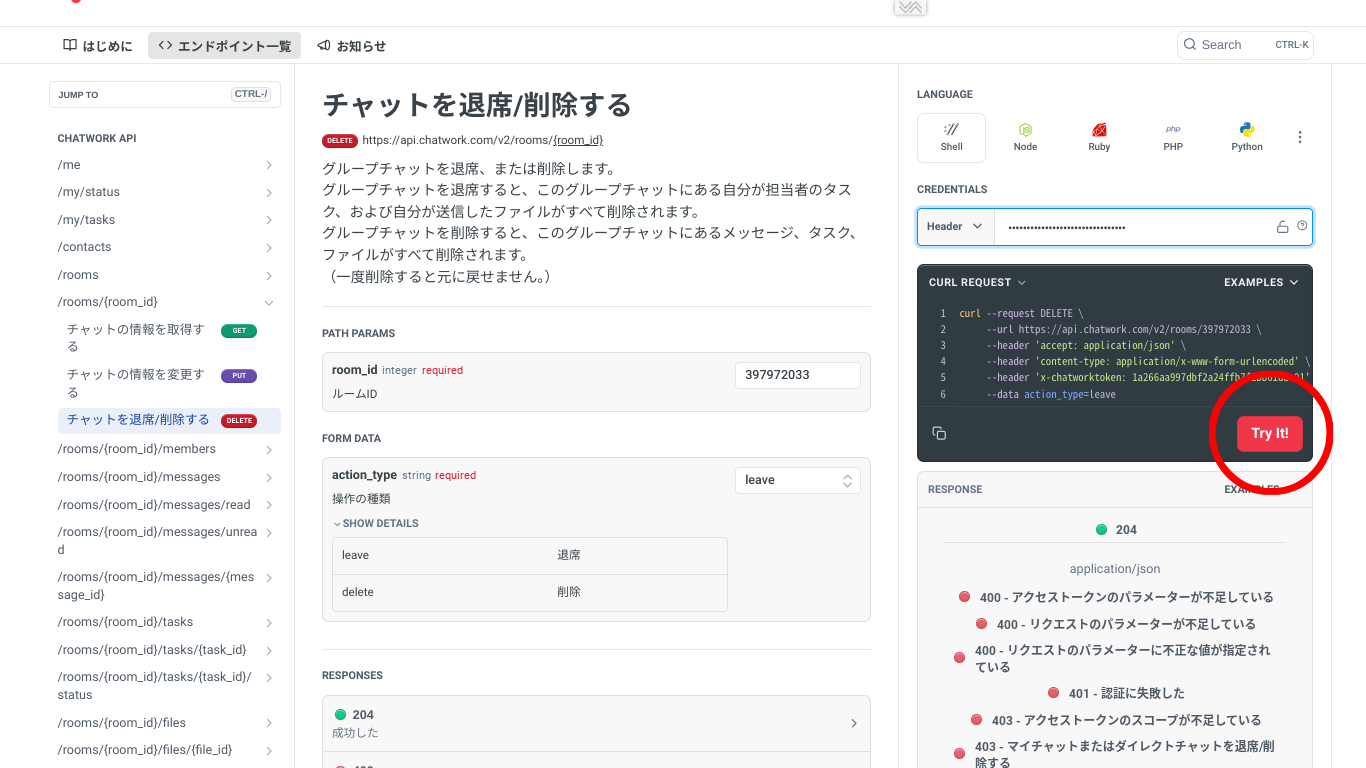 はじめに
エンドポイント一覧
お知らせ
Search
CTRL-K
JUMP TO
CTRL-/
CHATWORK API
/me
/my/status
/my/tasks
/contacts
/rooms
/rooms/{room_id}
チャットの情報を取得す
る
GET
チャットの情報を変更す
る
PUT
チャットを退席/削除する
DELETE
/rooms/{room_id}/members
/rooms/{room_id}/messages
/rooms/{room_id}/messages/read
/rooms/{room_id}/messages/unrea
d
/rooms/{room_id}/messages/{mes
sage_id}
/rooms/{room_id}/tasks
/rooms/{room_id}/tasks/{task_id}
/rooms/{room_id}/tasks/{task_id}/
status
/rooms/{room_id}/files
/rooms/{room_id}/files/{file_id}
チャットを退席/削除する
DELETE https://api.chatwork.com/v2/rooms/{room_id}
グループチャットを退席、または削除します。
グループチャットを退席すると、このグループチャットにある自分が担当者のタス
ク、および自分が送信したファイルがすべて削除されます。
グループチャットを削除すると、このグループチャットにあるメッセージ、タスク、
ファイルがすべて削除されます。
（一度削除すると元に戻せません。）
PATH PARAMS
room_id integer required
397972033
ルームID
FORM DATA
action_type string required
leave
操作の種類
SHOW DETAILS
leave 退席
delete 削除
RESPONSES
204
成功した
LANGUAGE
Shell
Node
php
Ruby
PHP
Python
CREDENTIALS
Header
CURL REQUEST
EXAMPLES
1 curl --request DELETE \
2 --url https://api.chatwork.com/v2/rooms/397972033 \
3 --header 'accept: application/json' \
4 --header 'content-type: application/x-www-form-urlencoded' \
5 --header 'x-chatworktoken:
6 --data action_type=leave
Try It!
RESPONSE
EXAMPLES
204
application/json
400 - アクセストークンのパラメーターが不足している
400 - リクエストのパラメーターが不足している
400 - リクエストのパラメーターに不正な値が指定され
ている
401 - 認証に失敗した
403 - アクセストークンのスコープが不足している
403 - マイチャットまたはダイレクトチャットを退席/削
除する